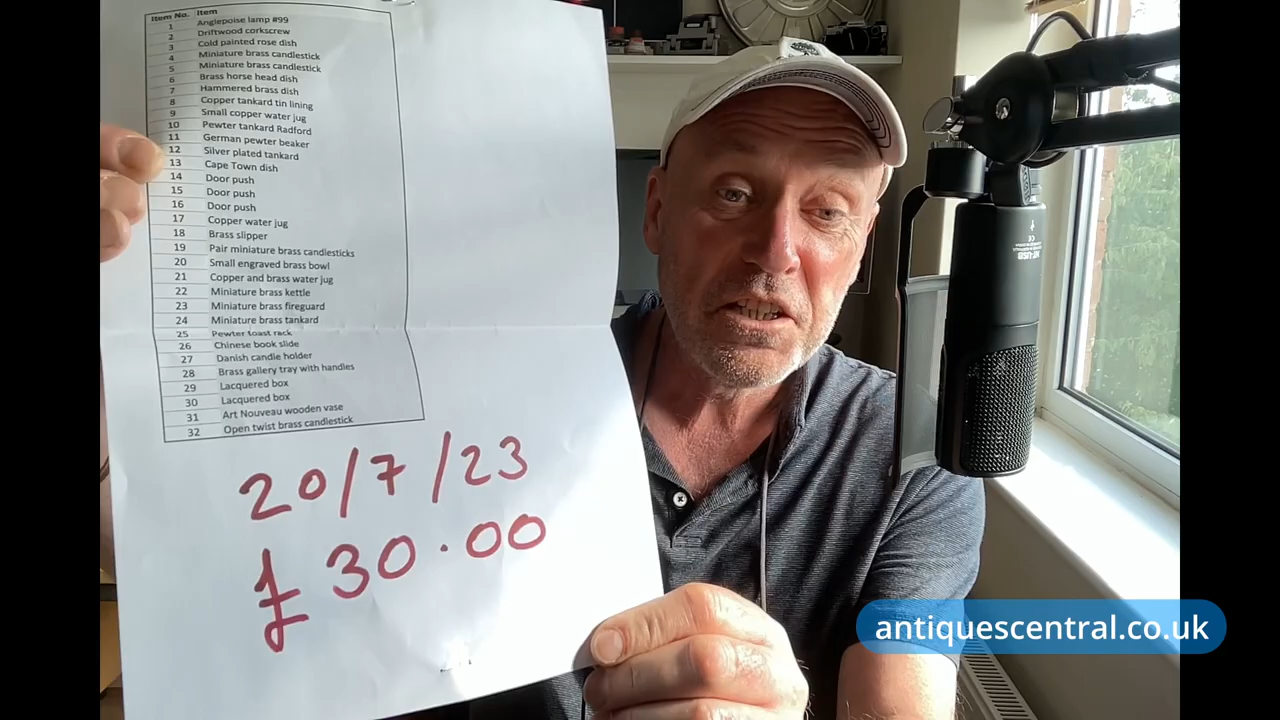 Item No. Item
1 Anglepoise lamp #99
2 Driftwood corkscrew
3 Cold painted rose dish
4 Miniature brass candlestick
5 Miniature brass candlestick
6 Brass horse head dish
7 Hammered brass dish
8 Copper tankard tin lining
9 Small copper water jug
10 Pewter tankard Radford
11 German pewter beaker
12 Silver plated tankard
13 Cape Town dish
14 Door push
15 Door push
16 Door push
17 Copper water jug
18 Brass slipper
19 Pair miniature brass candlesticks
20 Small engraved brass bowl
21 Copper and brass water jug
22 Miniature brass kettle
23 Miniature brass fireguard
24 Miniature brass tankard
25 Pewter toast rack
26 Chinese book slide
27 Danish candle holder
28 Brass gallery tray with handles
29 Lacquered box
30 Lacquered box
31 Art Nouveau wooden vase
32 Open twist brass candlestick
20/7/23
£30.00
antiquescentral.co.uk